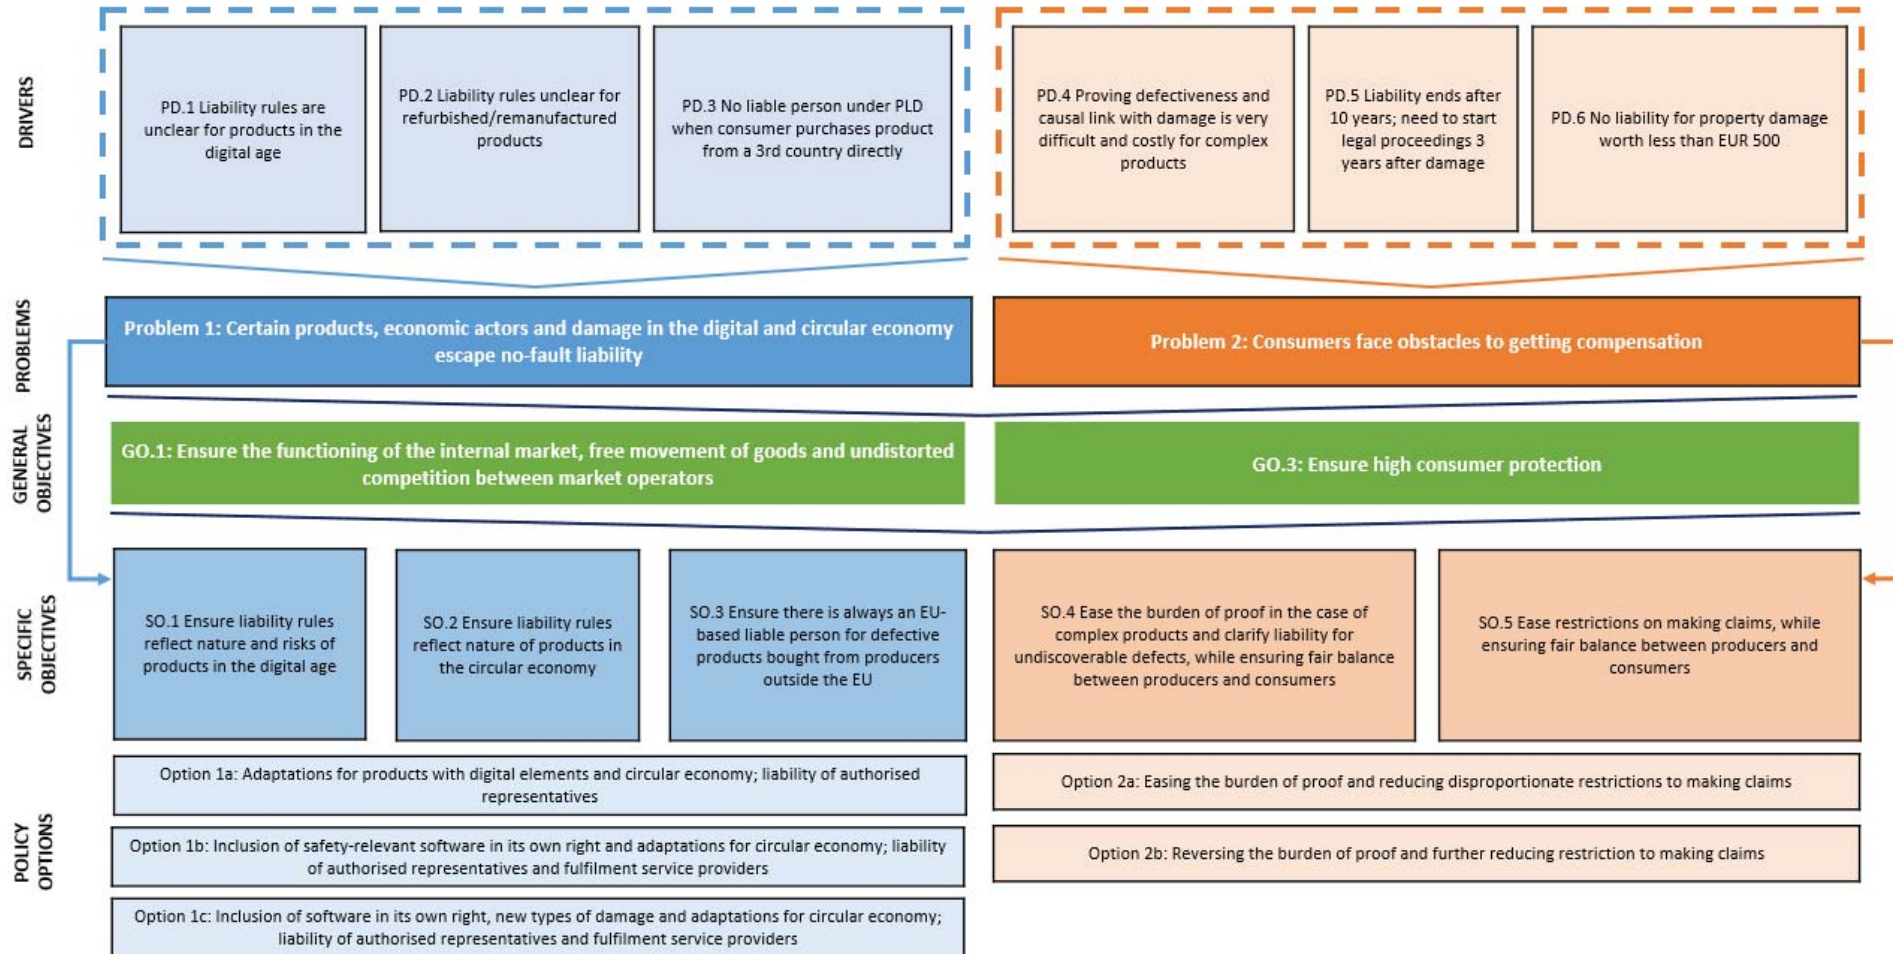 DRIVERS
PD.1 Liability rules are
unclear for products in the
digital age
PD.2 Liability rules unclear for
refurbished/remanufactured
products
PD.3 No liable person under PLD
when consumer purchases product
from a 3rd country directly
PD.4 Proving defectiveness and
causal link with damage is very
difficult and costly for complex
products
PD.5 Liability ends after
10 years; need to start
legal proceedings 3
years after damage
PD.6 No liability for property damage
worth less than EUR 500
PROBLEMS
Problem 1: Certain products, economic actors and damage in the digital and circular economy
escape no-fault liability
Problem 2: Consumers face obstacles to getting compensation
GENERAL
OBJECTIVES
GO.1: Ensure the functioning of the internal market, free movement of goods and undistorted
competition between market operators
GO.3: Ensure high consumer protection
SPECIFIC
OBJECTIVES
SO.1 Ensure liability rules
reflect nature and risks of
products in the digital age
SO.2 Ensure liability rules
reflect nature of products in
the circular economy
SO.3 Ensure there is always an EU-
based liable person for defective
products bought from producers
outside the EU
SO.4 Ease the burden of proof in the case of
complex products and clarify liability for
undiscoverable defects, while ensuring fair balance
between producers and consumers
SO.5 Ease restrictions on making claims, while
ensuring fair balance between producers and
consumers
POLICY
OPTIONS
Option 1a: Adaptations for products with digital elements and circular economy; liability of authorised
representatives
Option 1b: Inclusion of safety-relevant software in its own right and adaptations for circular economy; liability
of authorised representatives and fulfilment service providers
Option 1c: Inclusion of software in its own right, new types of damage and adaptations for circular economy;
liability of authorised representatives and fulfilment service providers
Option 2a: Easing the burden of proof and reducing disproportionate restrictions to making claims
Option 2b: Reversing the burden of proof and further reducing restriction to making claims